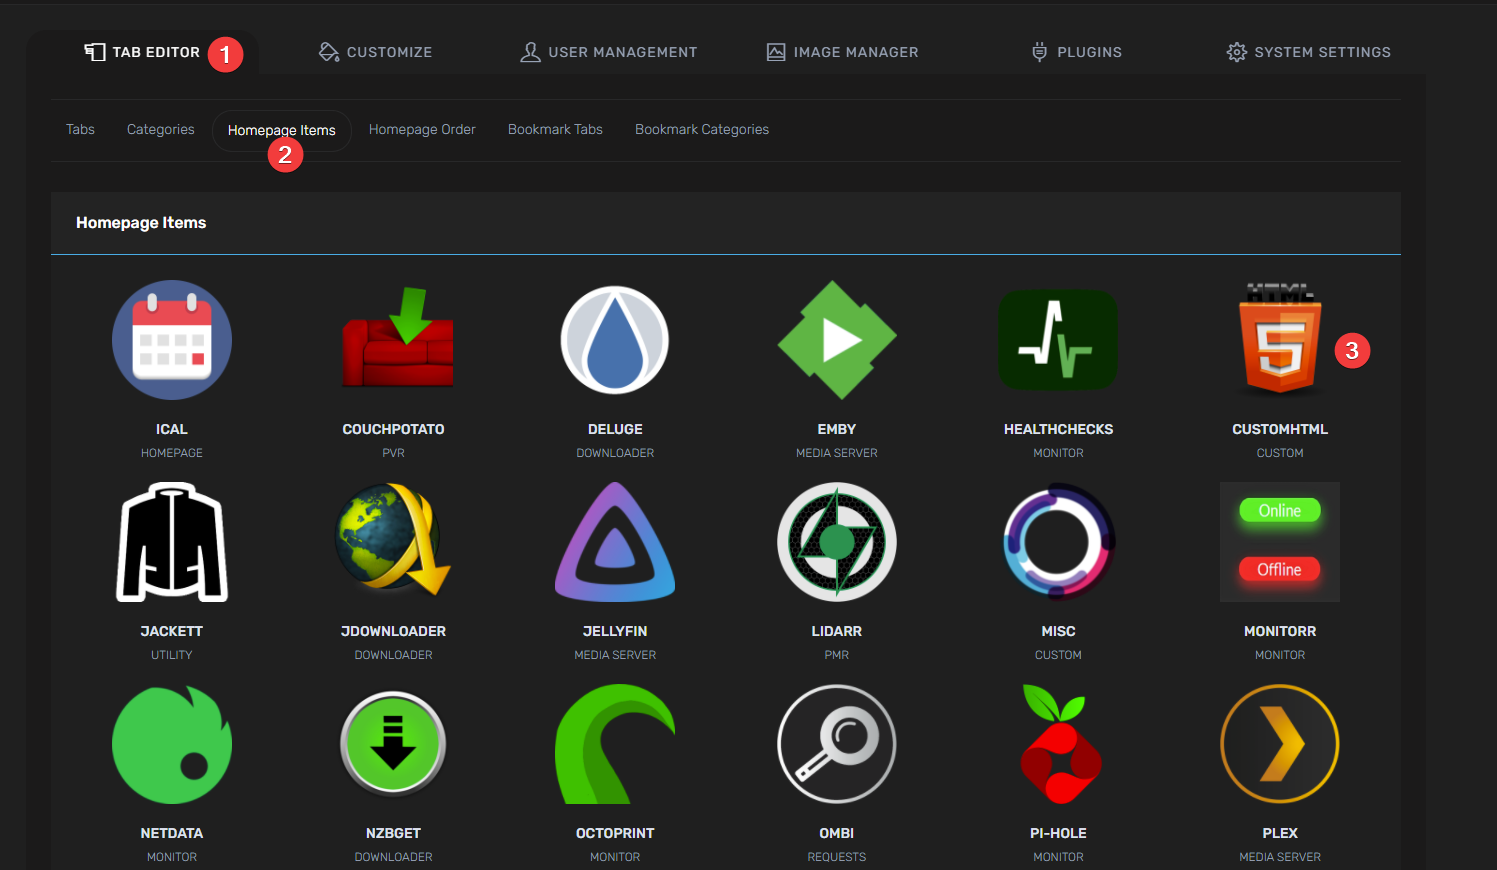 TAB EDITOR 1 CUSTOMIZE USER MANAGEMENT IMAGE MANAGER PLUGINS SYSTEM SETTINGS
Tabs Categories Homepage Items Homepage Order Bookmark Tabs Bookmark Categories
2
Homepage Items
HTML
5
3
ICAL COUCHPOTATO DELUGE EMBY HEALTHCHECKS CUSTOMHTML
HOMEPAGE PVR DOWNLOADER MEDIA SERVER MONITOR CUSTOM
Online
Offline
JACKETT JDOWNLOADER JELLYFIN LIDARR MISC MONITORR
UTILITY DOWNLOADER MEDIA SERVER PMR CUSTOM MONITOR
NETDATA NZBGET OCTOPRINT OMBI PI-HOLE PLEX
MONITOR DOWNLOADER MONITOR REQUESTS MONITOR MEDIA SERVER